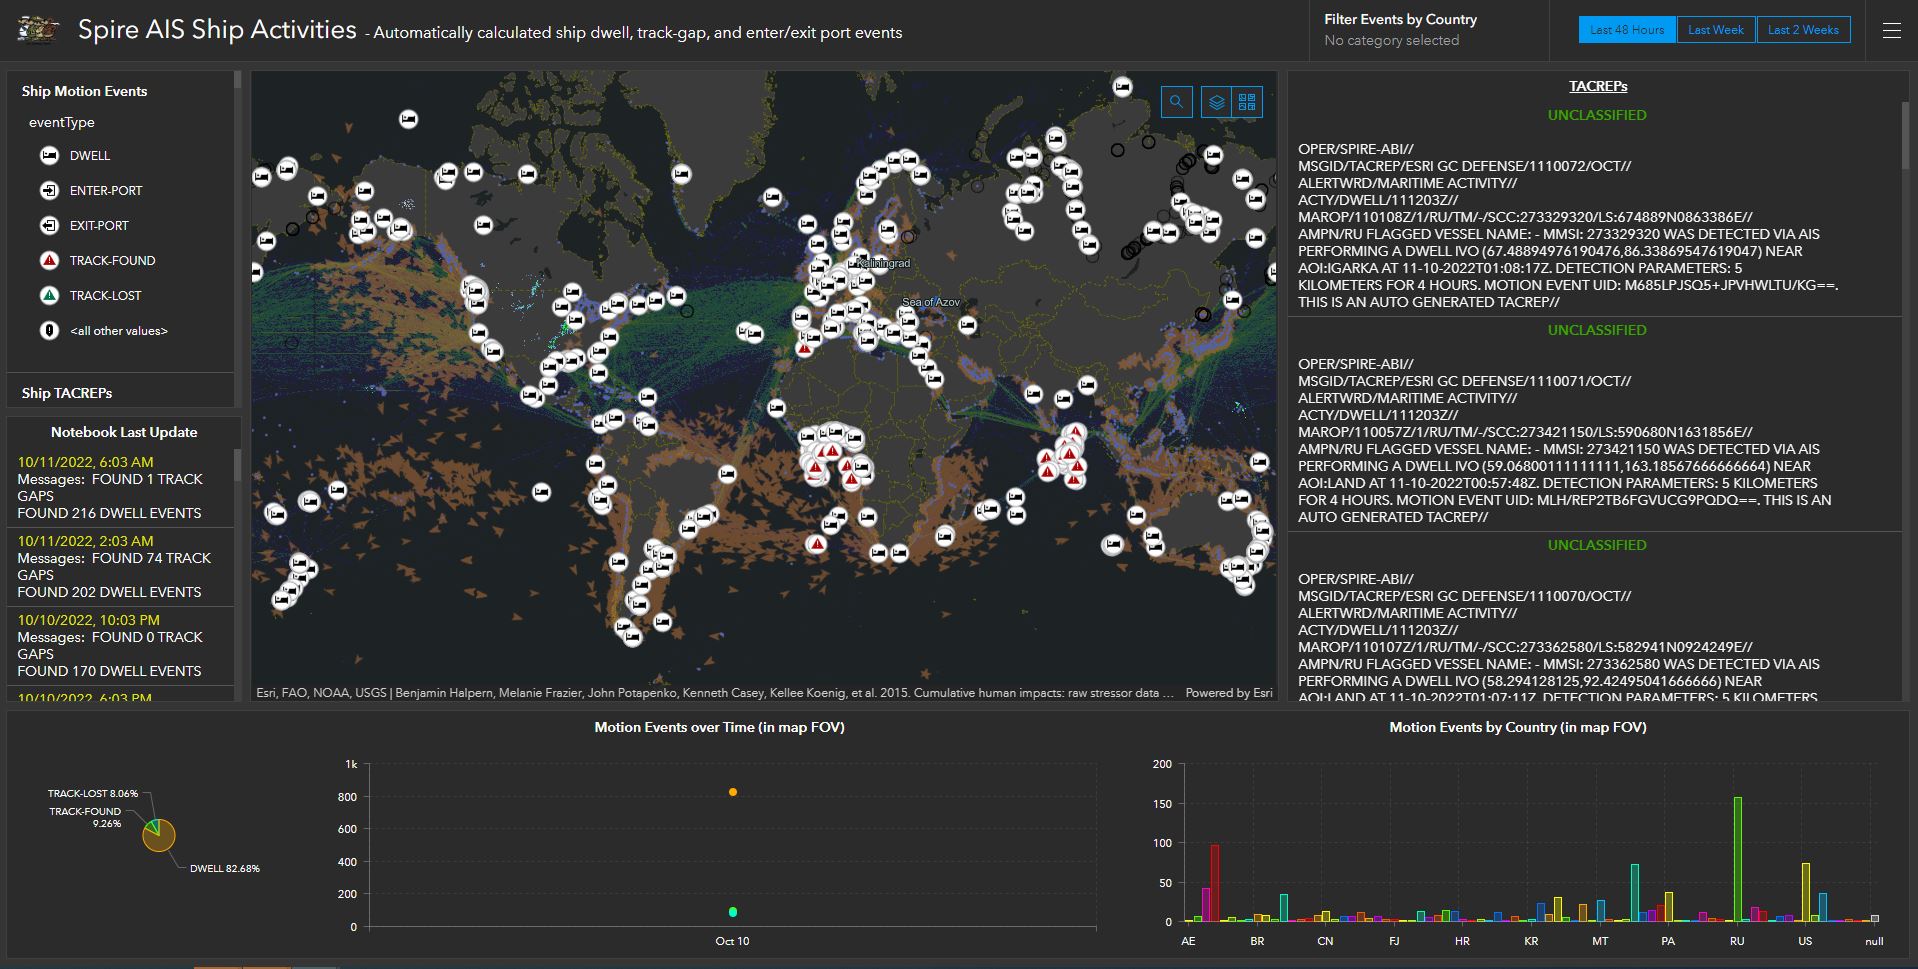 Spire AIS Ship Activities - Automatically calculated ship dwell, track-gap, and enter/exit port events
Filter Events by Country
No category selected
Last 48 Hours
Last Week
Last 2 Weeks
Ship Motion Events
eventType
DWELL
ENTER-PORT
EXIT-PORT
TRACK-FOUND
TRACK-LOST
<all other values>
Ship TACREPs
Notebook Last Update
10/11/2022, 6:03 AM
Messages: FOUND 1 TRACK
GAPS
FOUND 216 DWELL EVENTS
10/11/2022, 2:03 AM
Messages: FOUND 74 TRACK
GAPS
FOUND 202 DWELL EVENTS
10/10/2022, 10:03 PM
Messages: FOUND 0 TRACK
GAPS
FOUND 170 DWELL EVENTS
10/10/2022, 6:03 PM
Kaliningrad
Sea of Azov
Esri, FAO, NOAA, USGS | Benjamin Halpern, Melanie Frazier, John Potapenko, Kenneth Casey, Kellee Koenig, et al. 2015. Cumulative human impacts: raw stressor data ...
Powered by Esri
TACREPs
UNCLASSIFIED
OPER/SPIRE-ABI//
MSGID/TACREP/ESRI GC DEFENSE/1110072/OCT//
ALERTWRD/MARITIME ACTIVITY//
ACTY/DWELL/111203Z//
MAROP/110108Z/1/RU/TM/-/SCC:273329320/LS:674889N0863386E//
AMPN/RU FLAGGED VESSEL NAME: - MMSI: 273329320 WAS DETECTED VIA AIS
PERFORMING A DWELL IVO (67.48894976190476,86.33869547619047) NEAR
AOI:IGARKA AT 11-10-2022T01:08:17Z. DETECTION PARAMETERS: 5
KILOMETERS FOR 4 HOURS. MOTION EVENT UID: M685LPJSQ5+JPVHWLTU/KG==.
THIS IS AN AUTO GENERATED TACREP//
UNCLASSIFIED
OPER/SPIRE-ABI//
MSGID/TACREP/ESRI GC DEFENSE/1110071/OCT//
ALERTWRD/MARITIME ACTIVITY//
ACTY/DWELL/111203Z//
MAROP/110057Z/1/RU/TM/-/SCC:273421150/LS:590680N1631856E//
AMPN/RU FLAGGED VESSEL NAME: - MMSI: 273421150 WAS DETECTED VIA AIS
PERFORMING A DWELL IVO (59.06800111111111,163.18567666666664) NEAR
AOI:LAND AT 11-10-2022T00:57:48Z. DETECTION PARAMETERS: 5 KILOMETERS
FOR 4 HOURS. MOTION EVENT UID: MLH/REP2TB6FGVUCG9PQDQ==. THIS IS AN
AUTO GENERATED TACREP//
UNCLASSIFIED
OPER/SPIRE-ABI//
MSGID/TACREP/ESRI GC DEFENSE/1110070/OCT//
ALERTWRD/MARITIME ACTIVITY//
ACTY/DWELL/111203Z//
MAROP/110107Z/1/RU/TM/-/SCC:273362580/LS:582941N0924249E//
AMPN/RU FLAGGED VESSEL NAME: - MMSI: 273362580 WAS DETECTED VIA AIS
PERFORMING A DWELL IVO (58.294128125,92.42495041666666) NEAR
AOI:LAND AT 11-10-2022T01:07:11Z. DETECTION PARAMETERS: 5 KILOMETERS
TRACK-LOST 8.06%
TRACK-FOUND
9.26%
DWELL 82.68%
Motion Events over Time (in map FOV)
1k
800
600
400
200
0
Oct 10
Motion Events by Country (in map FOV)
200
150
100
50
0
AE BR CN FJ HR KR MT PA RU US null